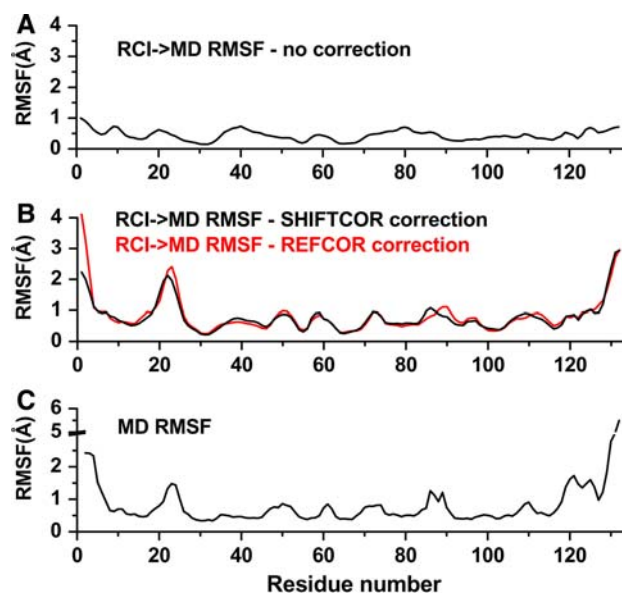 A
RCI->MD RMSF - no correction
RMSF(Å)
4
3
2
1
0
0 20 40 60 80 100 120
B
RCI->MD RMSF - SHIFTCOR correction
RCI->MD RMSF - REFCOR correction
RMSF(Å)
4
3
2
1
0
0 20 40 60 80 100 120
C
MD RMSF
RMSF(Å)
6
5
2
1
0
0 20 40 60 80 100 120
Residue number